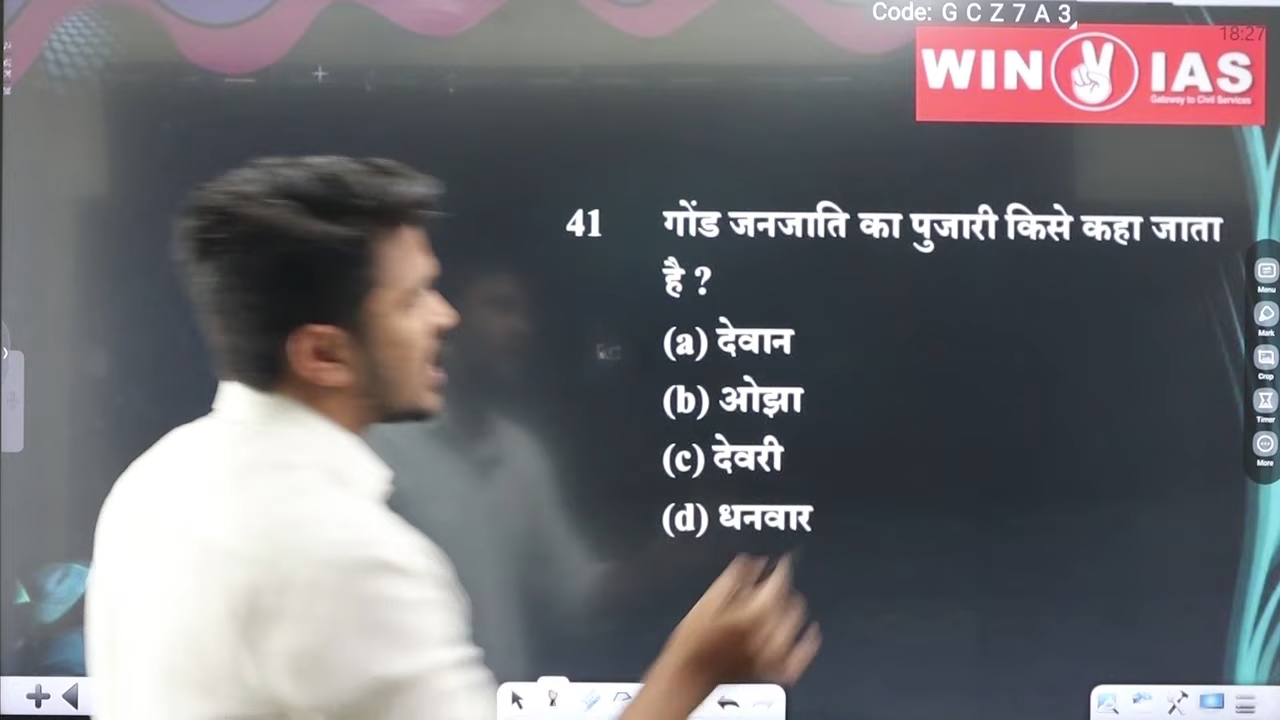 Code: G C Z 7 A 3
18:27
WIN IAS
Gateway to Civil Services
41 गोंड जनजाति का पुजारी किसे कहा जाता
है ?
(a) देवान
(b) ओझा
(c) देवरी
(d) धनवार
Menu
Mark
Crop
Timer
More